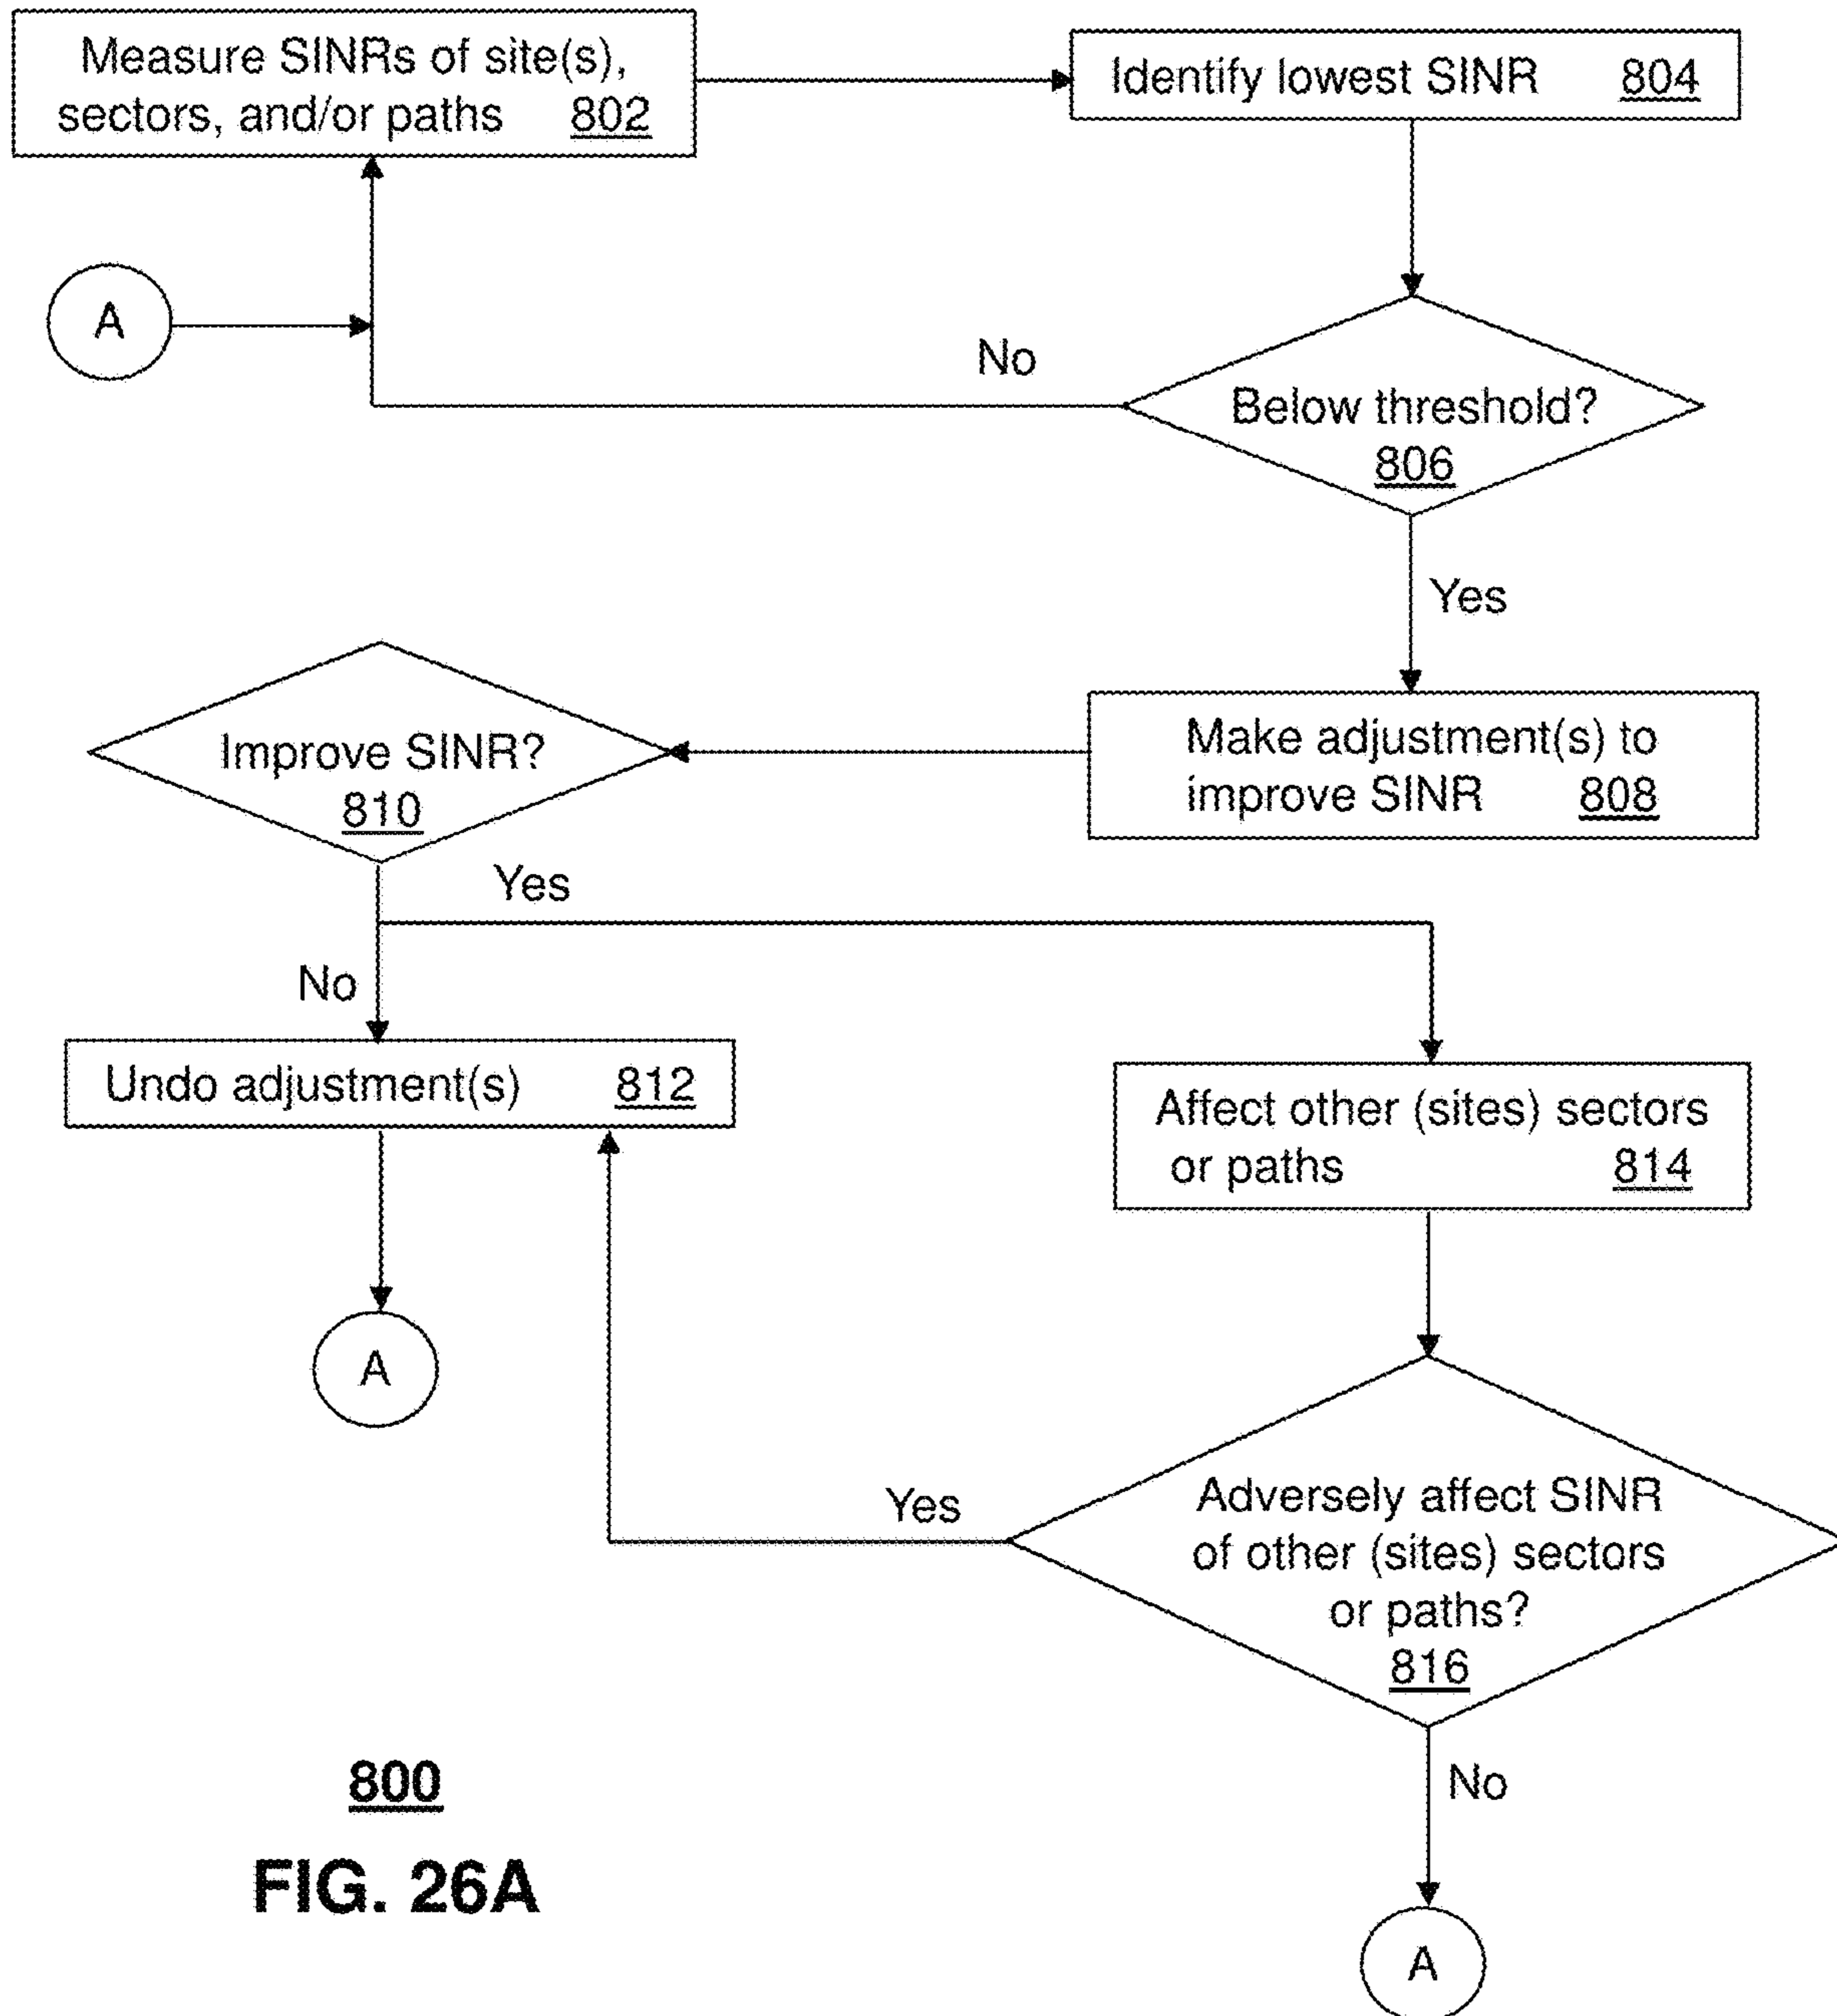 Measure SINRs of site(s),
sectors, and/or paths 802
Identify lowest SINR 804
A
No
Below threshold?
806
Yes
Improve SINR?
810
Make adjustment(s) to
improve SINR 808
Yes
No
Undo adjustment(s) 812
Affect other (sites) sectors
or paths 814
A
Yes
Adversely affect SINR
of other (sites) sectors
or paths?
816
No
800
FIG. 26A
A